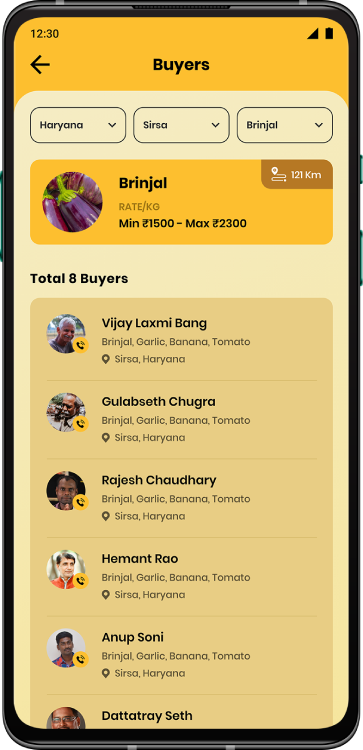 12:30
Buyers
Haryana
Sirsa
Brinjal
121 Km
Brinjal
RATE/KG
Min ₹1500 - Max ₹2300
Total 8 Buyers
Vijay Laxmi Bang
Brinjal, Garlic, Banana, Tomato
Sirsa, Haryana
Gulabseth Chugra
Brinjal, Garlic, Banana, Tomato
Sirsa, Haryana
Rajesh Chaudhary
Brinjal, Garlic, Banana, Tomato
Sirsa, Haryana
Hemant Rao
Brinjal, Garlic, Banana, Tomato
Sirsa, Haryana
Anup Soni
Brinjal, Garlic, Banana, Tomato
Sirsa, Haryana
Dattatray Seth